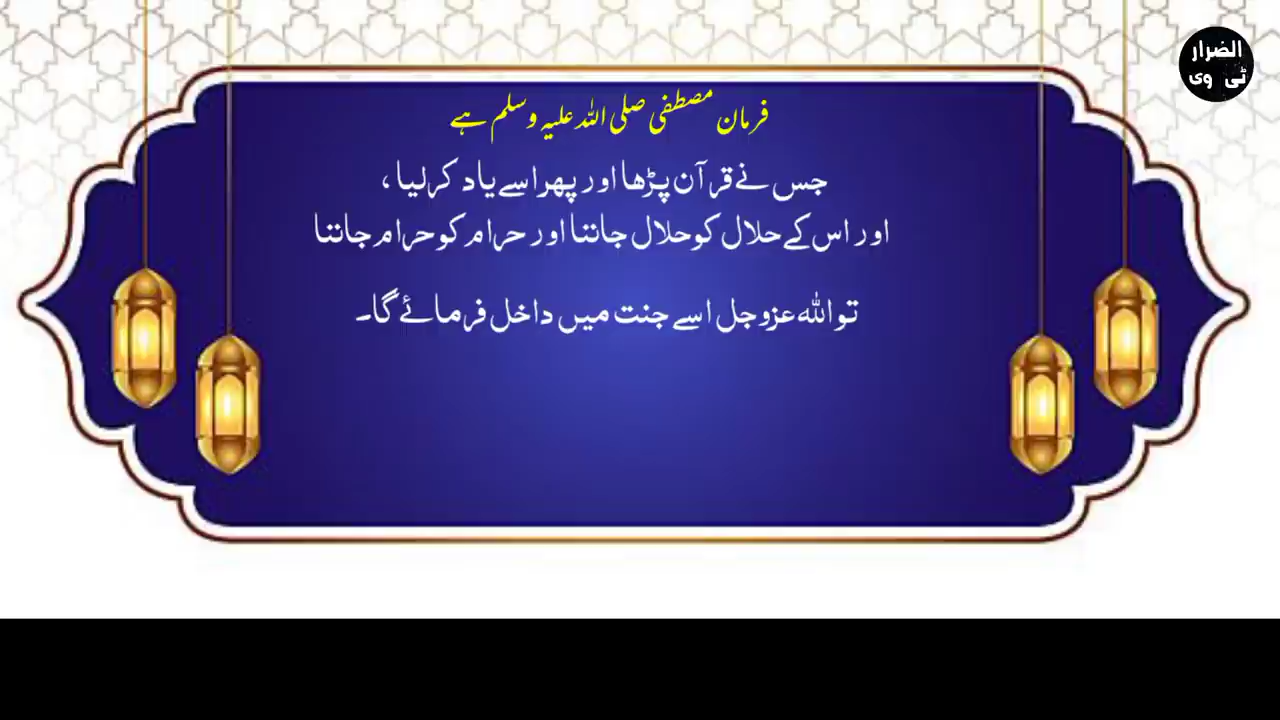 الضرار
ٹی وی
فرمان مصطفی صلی اللہ علیہ وسلم ہے
جس نے قرآن پڑھا اور پھر اسے یاد کرلیا،
اور اس کے حلال کو حلال جانتا اور حرام کو حرام جانتا
تو اللہ عزوجل اسے جنت میں داخل فرمائے گا۔